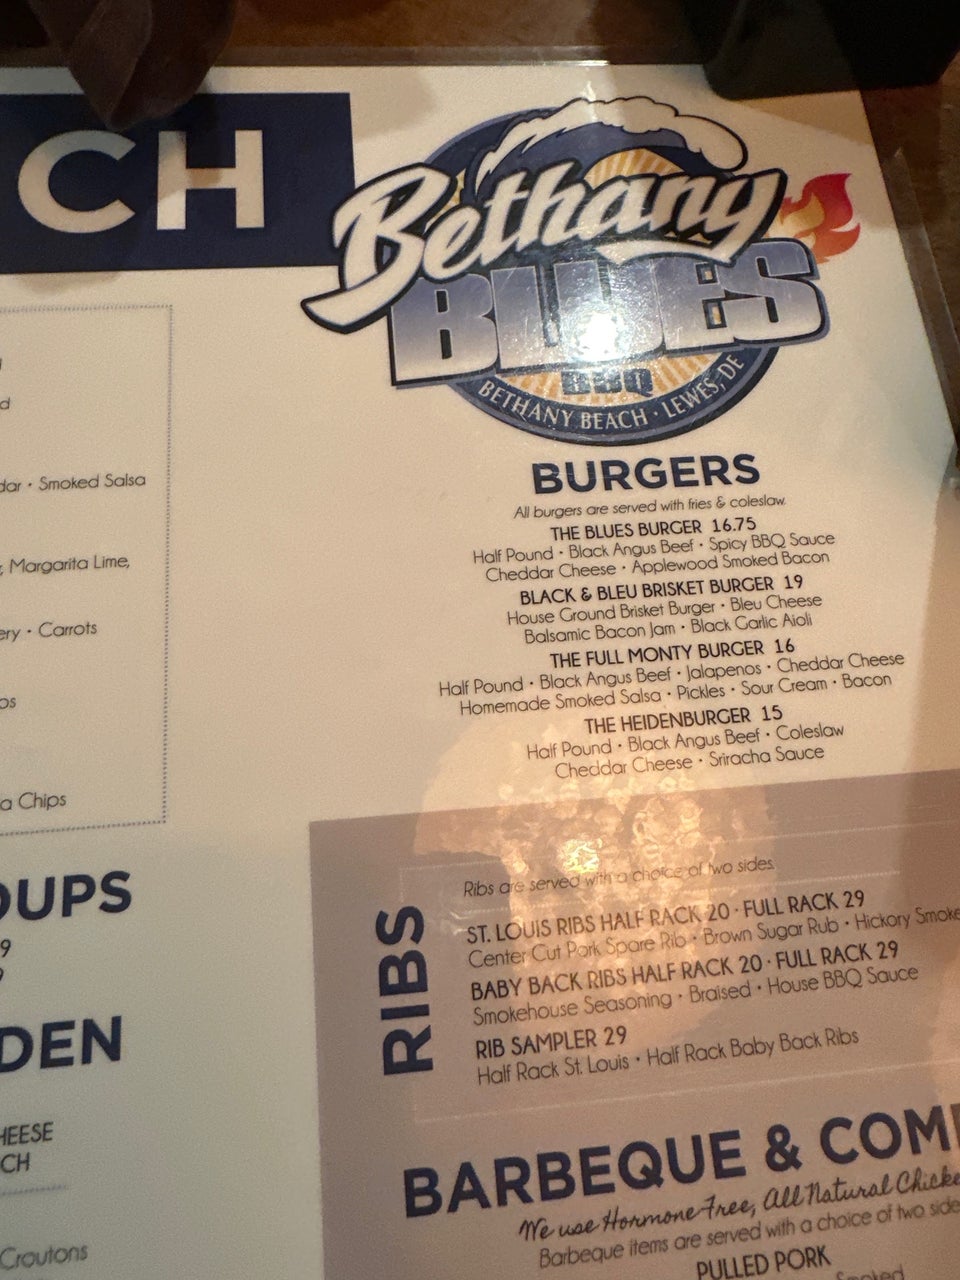 CH
Bethany
BLUES
BBQ
BETHANY BEACH · LEWES, DE
Smoked Salsa
Margarita Lime,
Carrots
Chips
9
9
HEESE
CH
Croutons
BURGERS
All burgers are served with fries & coleslaw.
THE BLUES BURGER 16.75
Half Pound • Black Angus Beef • Spicy BBQ Sauce
Cheddar Cheese • Applewood Smoked Bacon
BLACK & BLEU BRISKET BURGER 19
House Ground Brisket Burger • Bleu Cheese
Balsamic Bacon Jam • Black Garlic Aioli
THE FULL MONTY BURGER 16
Half Pound • Black Angus Beef • Jalapenos • Cheddar Cheese
Homemade Smoked Salsa • Pickles • Sour Cream • Bacon
THE HEIDENBURGER 15
Half Pound • Black Angus Beef • Coleslaw
Cheddar Cheese • Sriracha Sauce
RIBS
Ribs are served with a choice of two sides.
ST. LOUIS RIBS HALF RACK 20 • FULL RACK 29
Center Cut Pork Spare Rib • Brown Sugar Rub • Hickory Smoke
BABY BACK RIBS HALF RACK 20 • FULL RACK 29
Smokehouse Seasoning • Braised • House BBQ Sauce
RIB SAMPLER 29
Half Rack St. Louis • Half Rack Baby Back Ribs
BARBEQUE & COM
We use Hormone-Free, All Natural Chicke
Barbeque items are served with a choice of two side
PULLED PORK